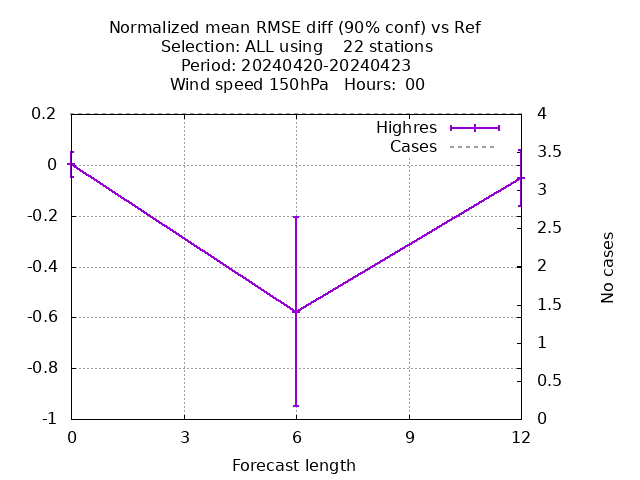 Normalized mean RMSE diff (90% conf) vs Ref
Selection: ALL using    22 stations
Period: 20240420-20240423
Wind speed 150hPa   Hours:  00
Highres
Cases
0.2
0
-0.2
-0.4
-0.6
-0.8
-1
4
3.5
3
2.5
2
1.5
1
0.5
0
No cases
0 3 6 9 12
Forecast length